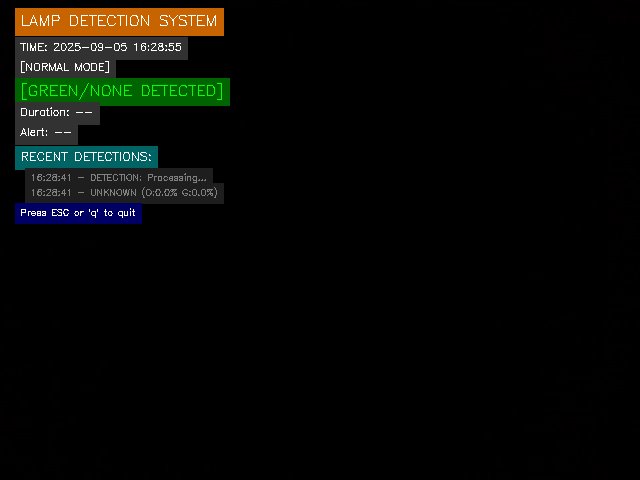 LAMP DETECTION SYSTEM
TIME: 2025-09-05 16:28:55
[NORMAL MODE]
[GREEN/NONE DETECTED]
Duration: --
Alert: --
RECENT DETECTIONS:
16:28:41 - DETECTION: Processing...
16:28:41 - UNKNOWN (O:0.0% G:0.0%)
Press ESC or 'q' to quit